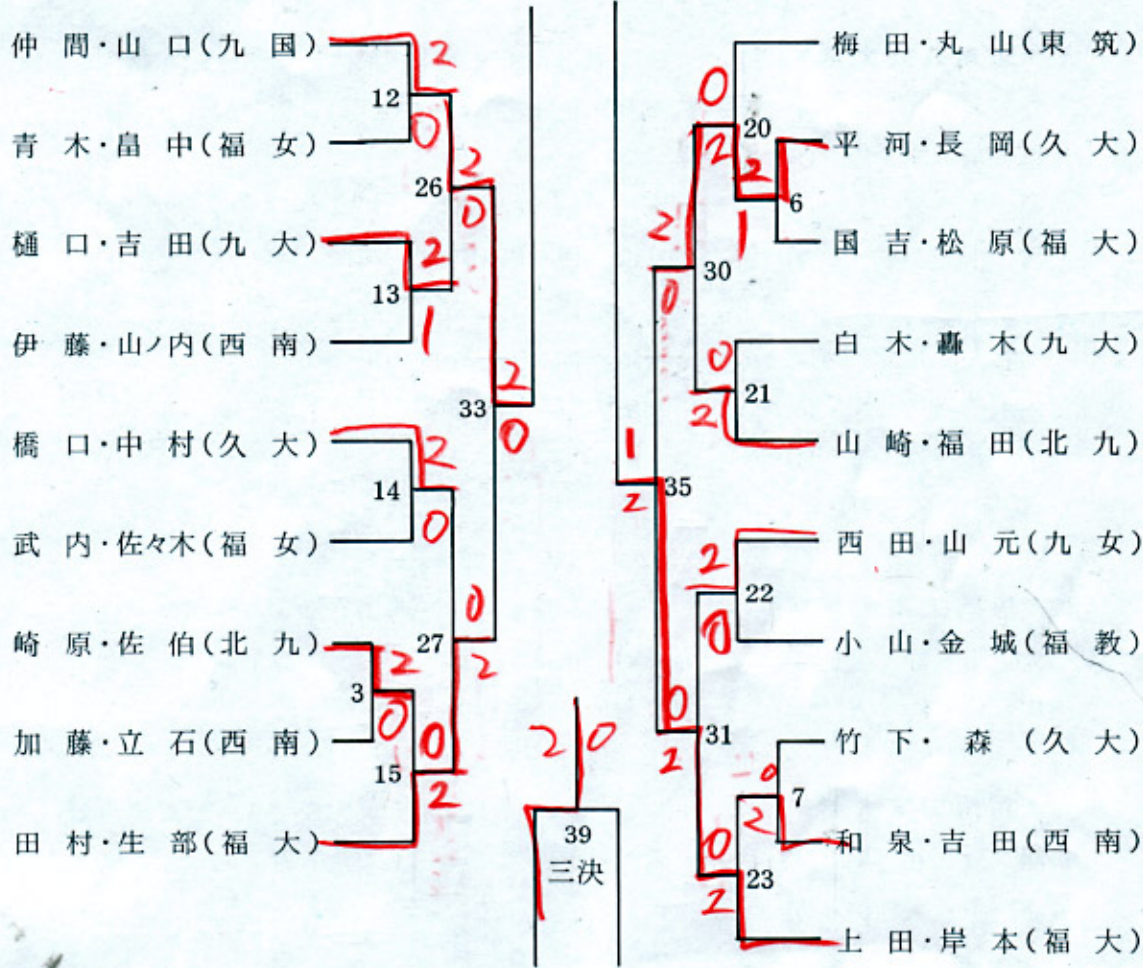 仲間・山口(九国)
2
12
0
青木・畠中(福女)
26
2
0
樋口・吉田(九大)
2
13
1
伊藤・山ノ内(西南)
33
2
0
橋口・中村(久大)
2
14
0
武内・佐々木(福女)
27
0
2
崎原・佐伯(北九)
2
3
0
加藤・立石(西南)
0
15
2
田村・生部(福大)
2 0
39
三決
梅田・丸山(東筑)
0
20
2
平河・長岡(久大)
2
6
1
国吉・松原(福大)
2
30
0
白木・轟木(九大)
0
21
2
山崎・福田(北九)
1
35
2
西田・山元(九女)
2
22
0
小山・金城(福教)
0
31
2
竹下・森(久大)
0
7
2
和泉・吉田(西南)
0
23
2
上田・岸本(福大)